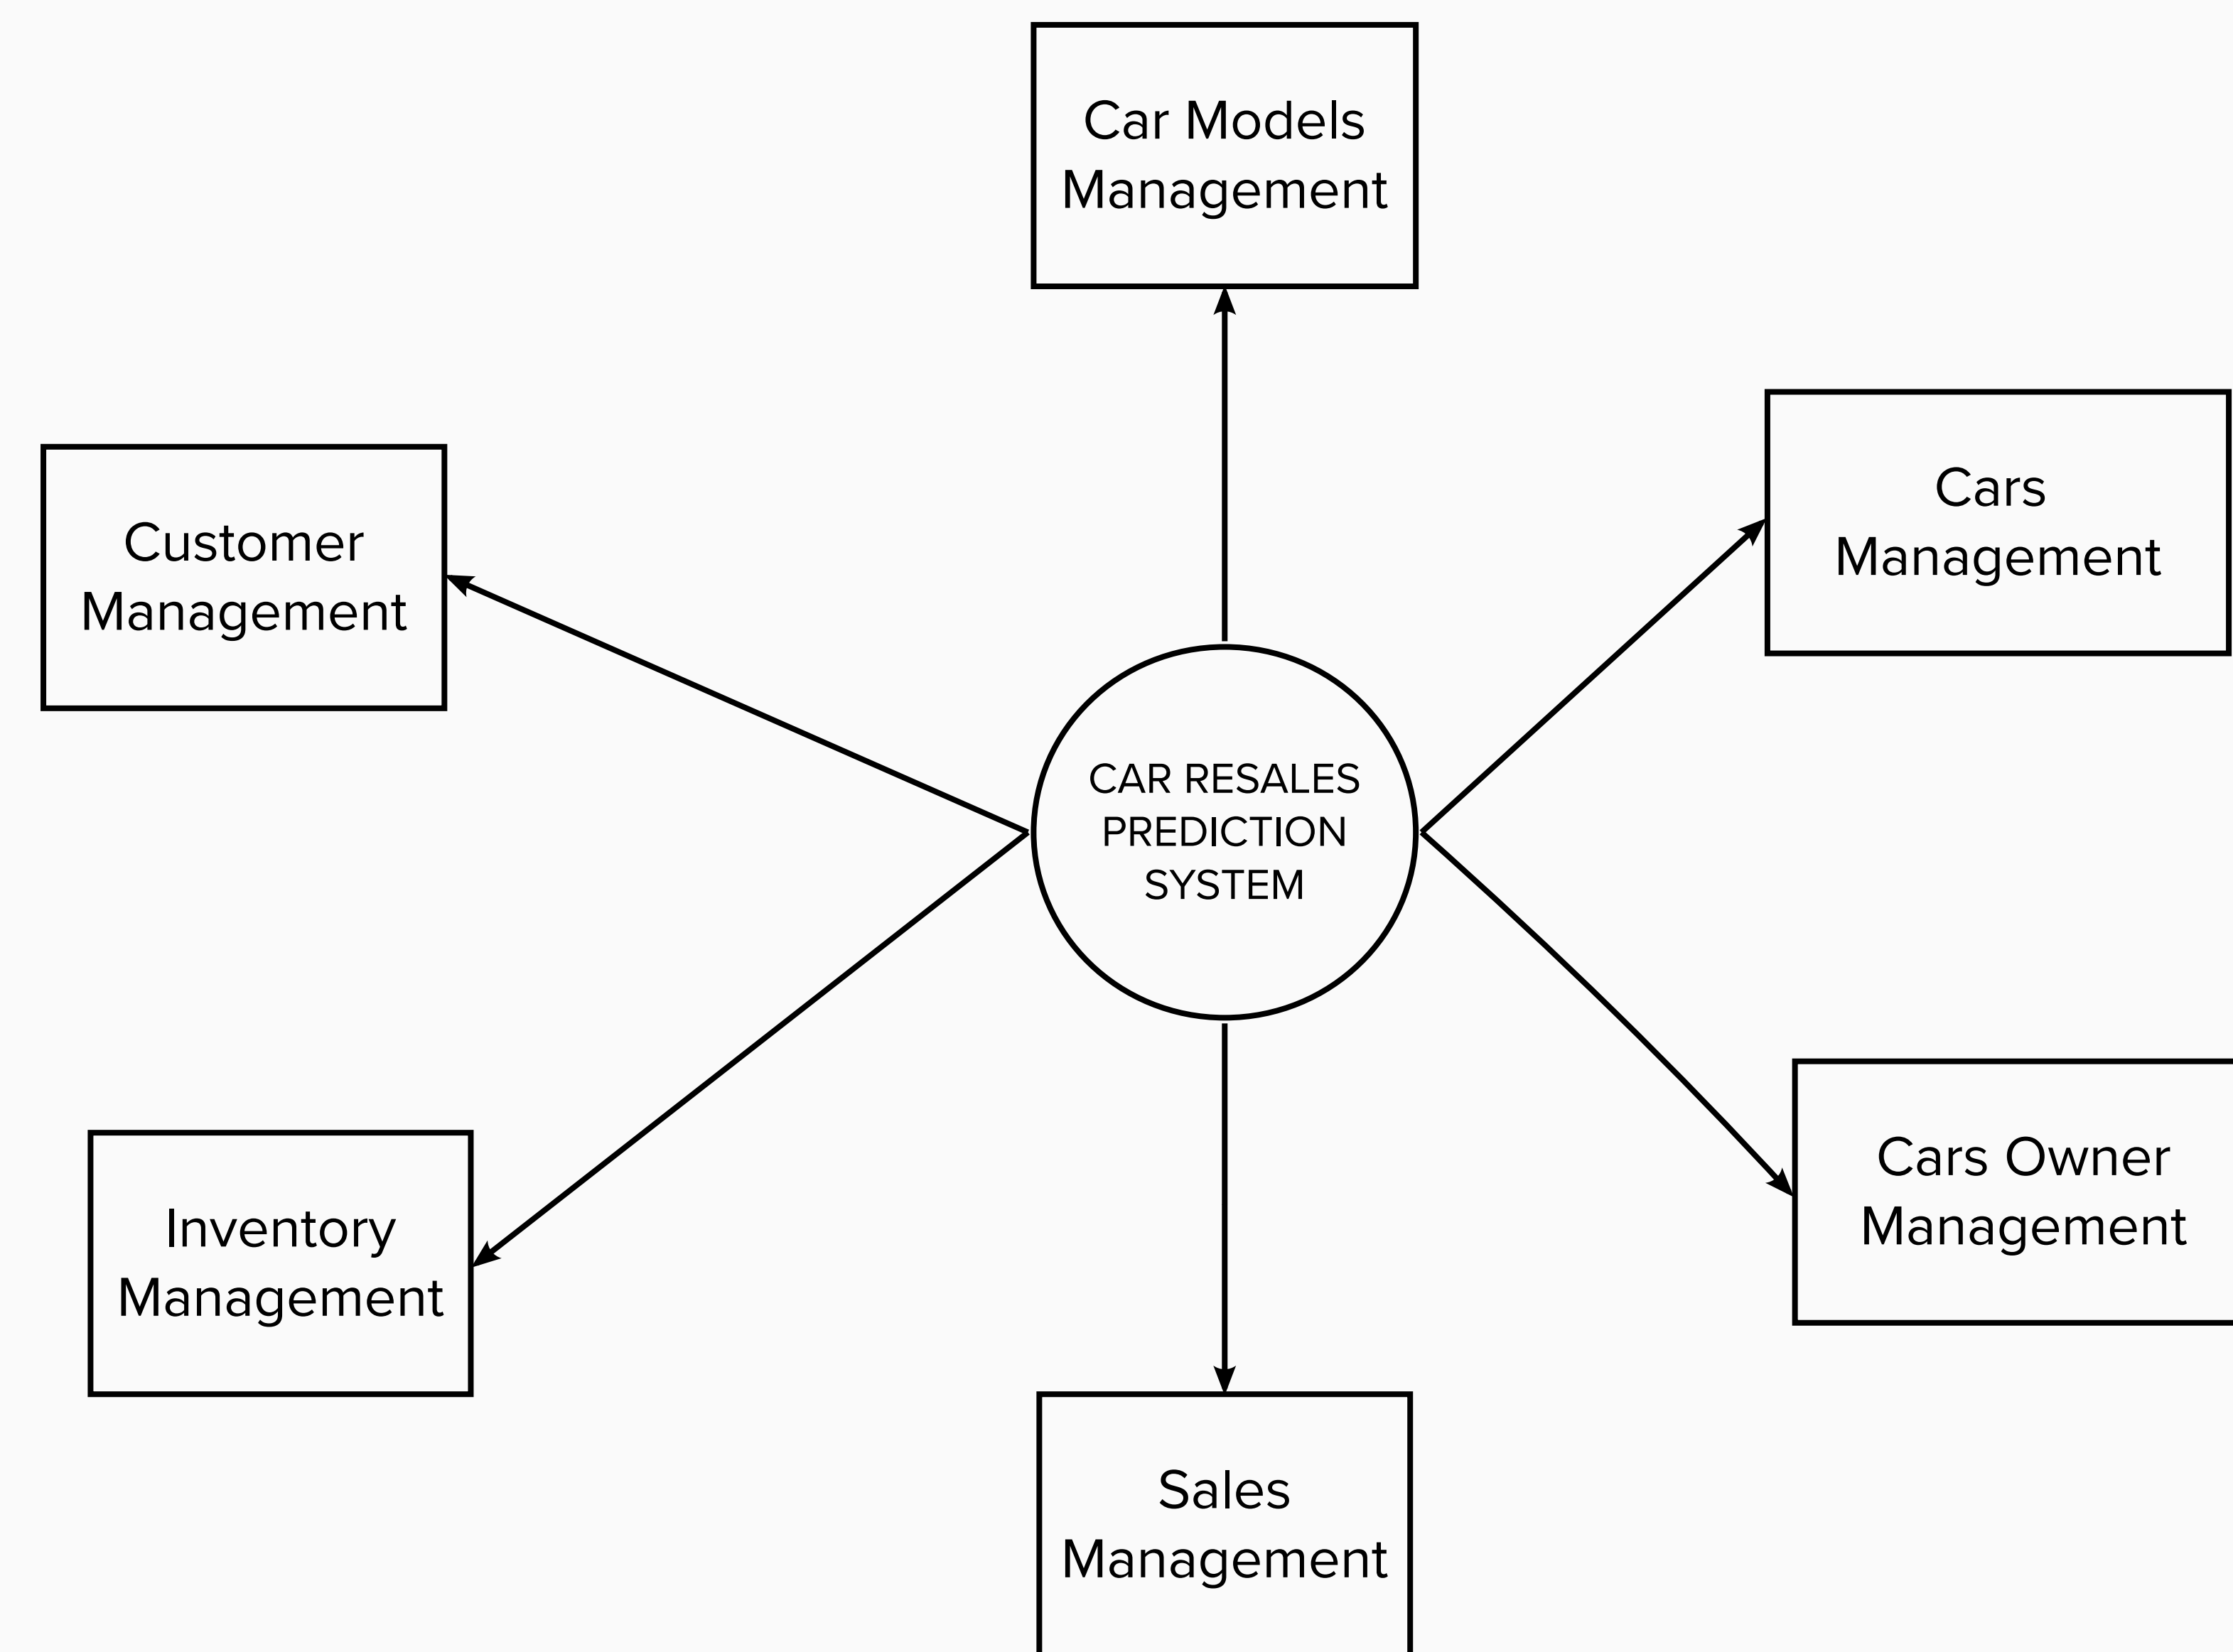 Car Models
Management
Cars
Management
Customer
Management
CAR RESALES
PREDICTION
SYSTEM
Cars Owner
Management
Inventory
Management
Sales
Management